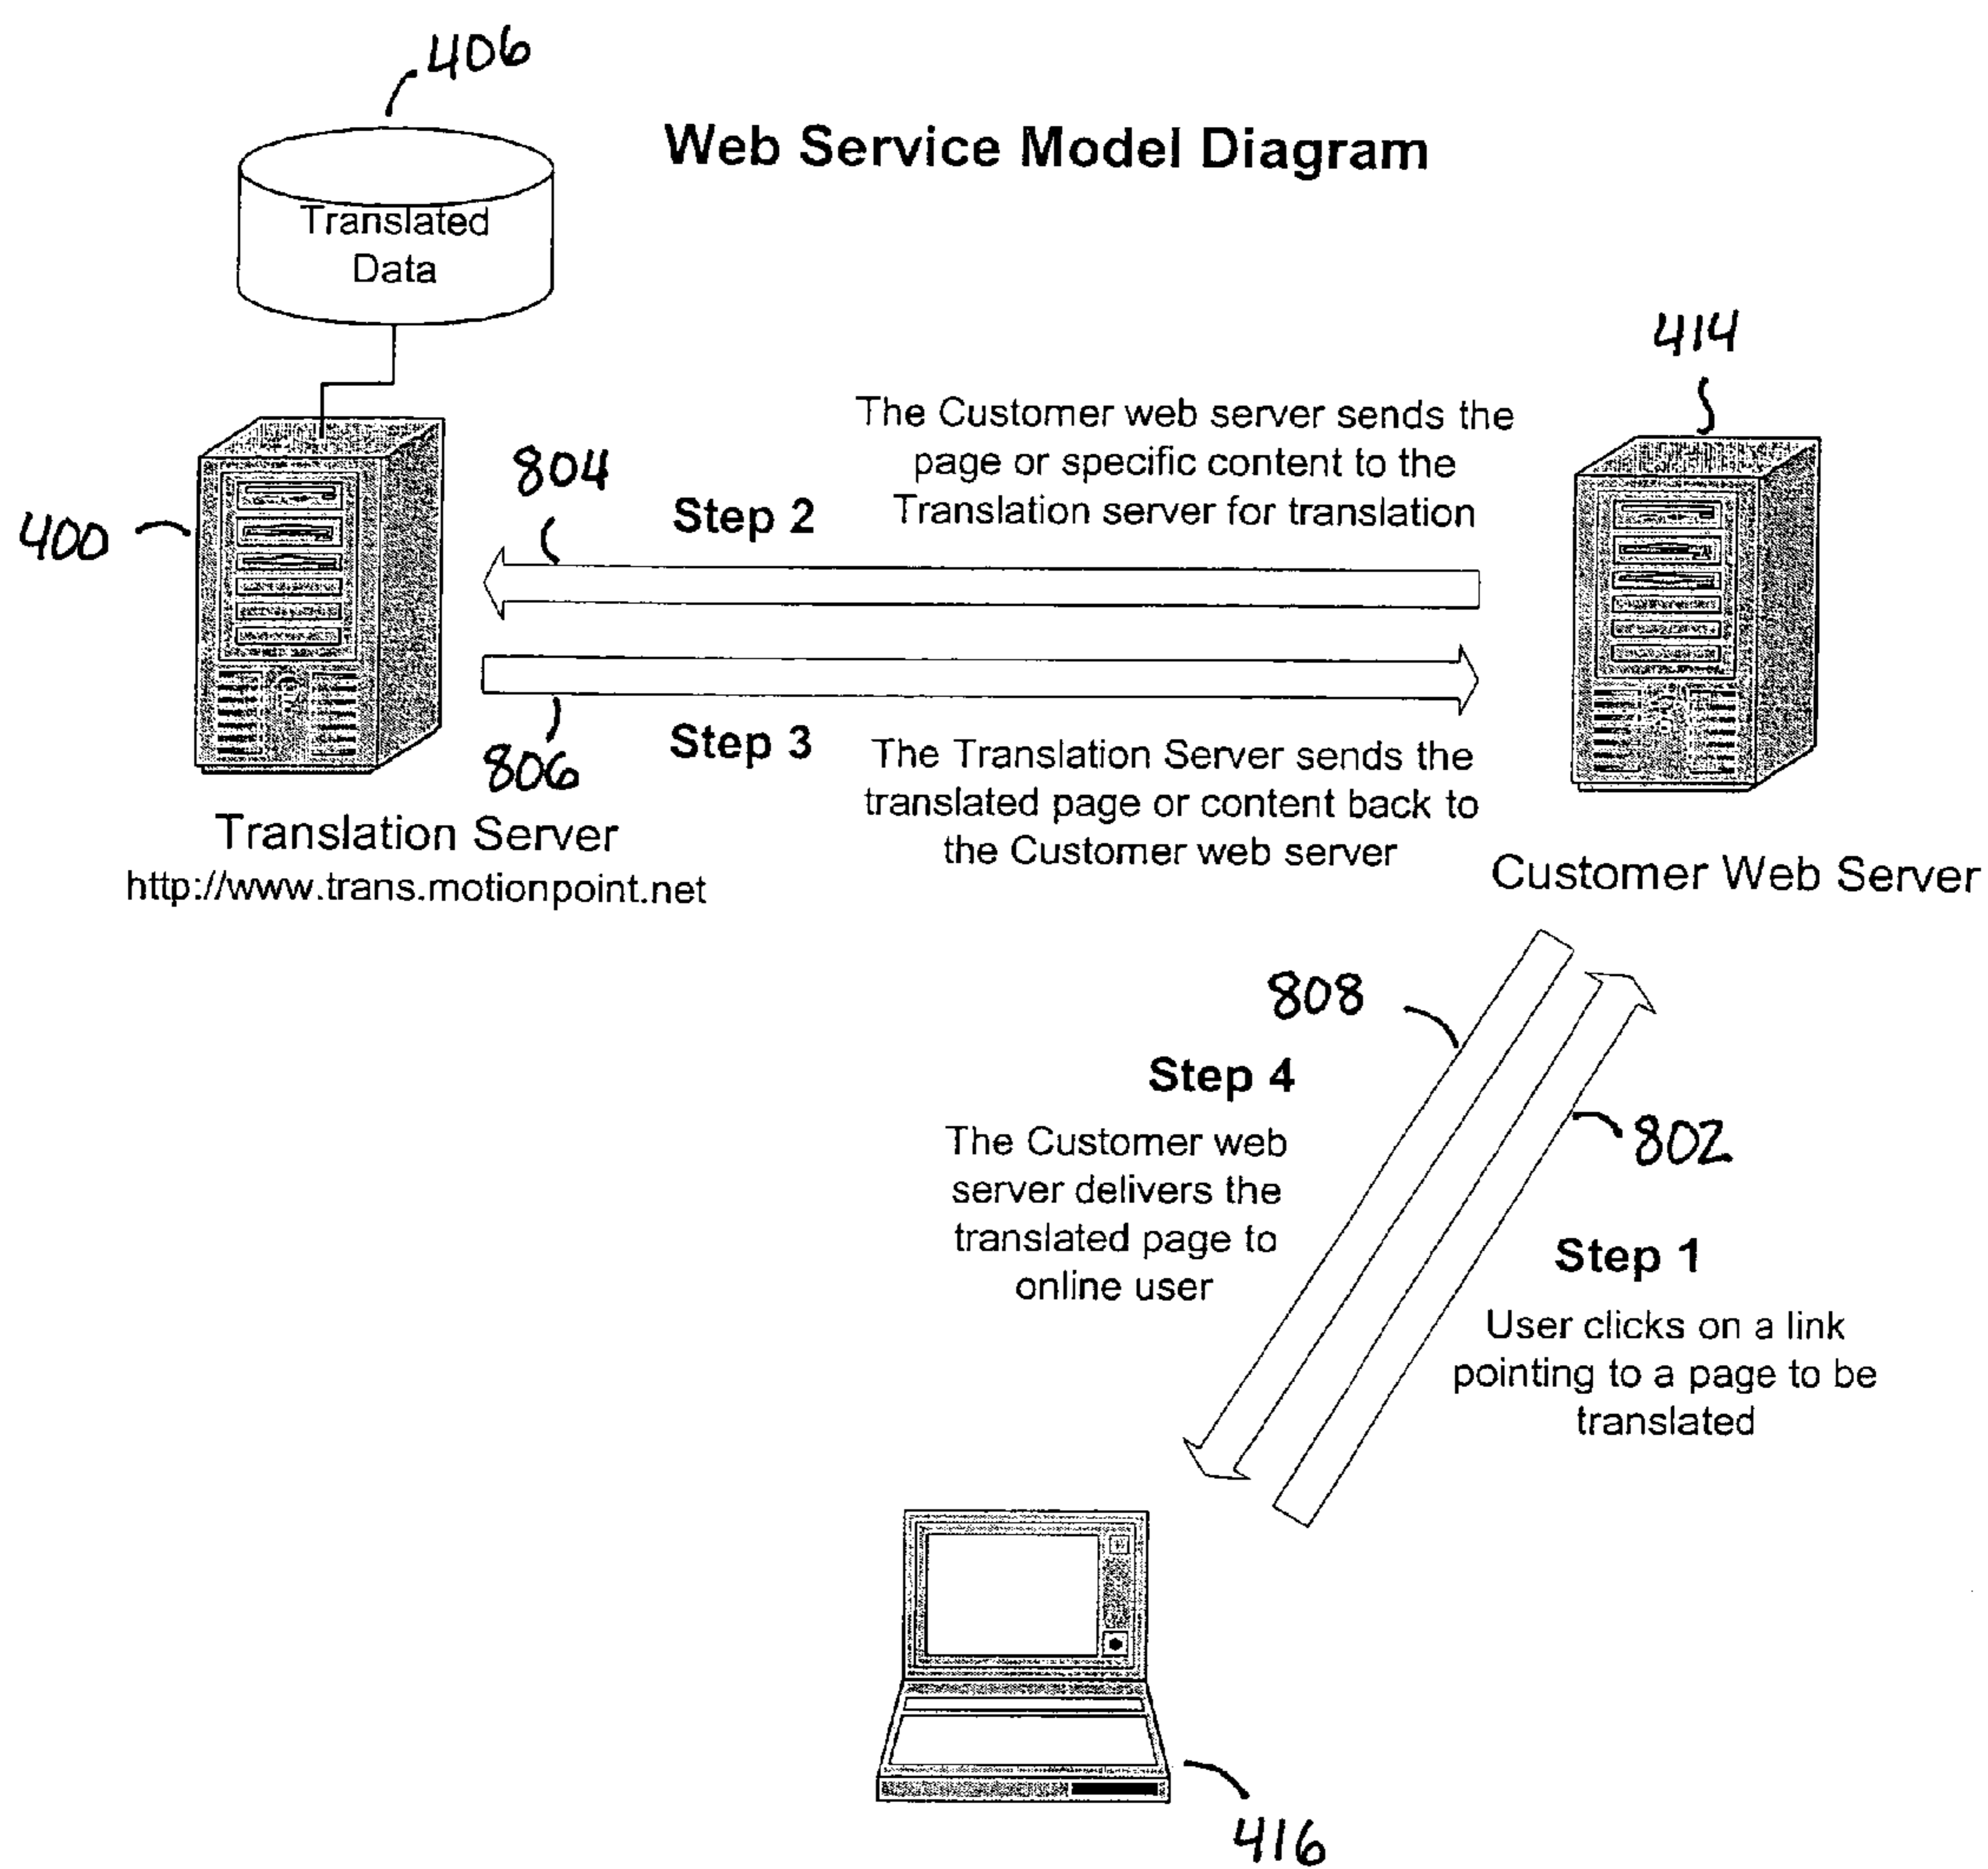 406
Web Service Model Diagram
Translated
Data
414
The Customer web server sends the
page or specific content to the
Translation server for translation
804
Step 2
400
806
Step 3
The Translation Server sends the
translated page or content back to
the Customer web server
Translation Server
http://www.trans.motionpoint.net
Customer Web Server
808
Step 4
The Customer web
server delivers the
translated page to
online user
802
Step 1
User clicks on a link
pointing to a page to be
translated
416